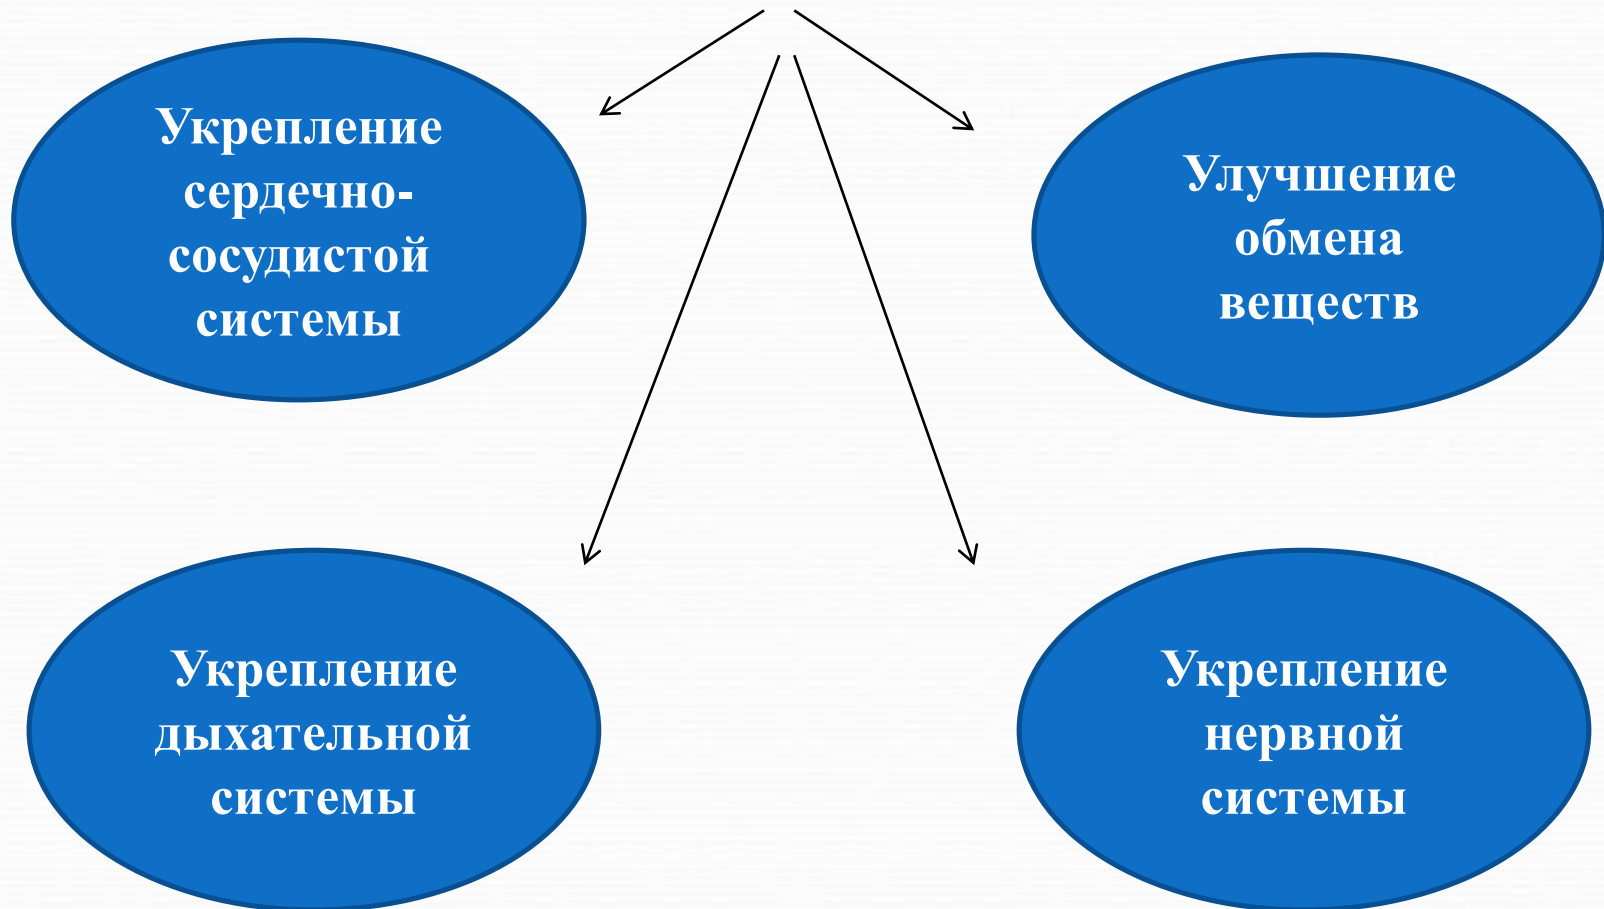 Укрепление
сердечно-
сосудистой
системы
Улучшение
обмена
веществ
Укрепление
дыхательной
системы
Укрепление
нервной
системы